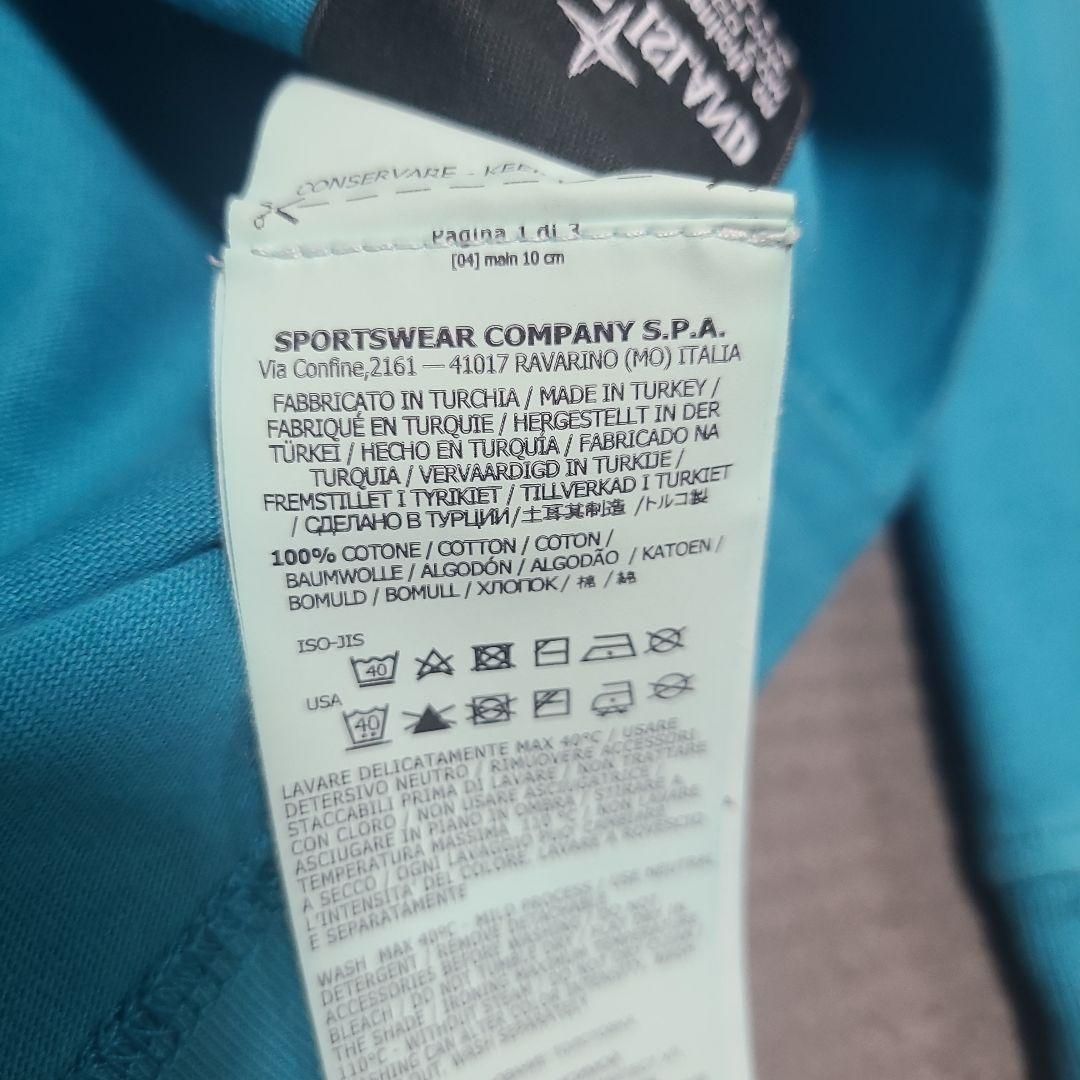 ISLAND
CONSERVARE - KEE
Pagina 1 di 3
[04] main 10 cm
SPORTSWEAR COMPANY S.P.A.
Via Confine,2161 — 41017 RAVARINO (MO) ITALIA
FABBRICATO IN TURCHIA / MADE IN TURKEY /
FABRIQUÉ EN TURQUIE / HERGESTELLT IN DER
TÜRKEI / HECHO EN TURQUÍA / FABRICADO NA
TURQUIA / VERVAARDIGD IN TURKIJE /
FREMSTILLET I TYRKIET / TILLVERKAD I TURKIET
/ СДЕЛАНО В ТУРЦИИ/土耳其制造 /トルコ製
100% COTONE / COTTON / COTON /
BAUMWOLLE / ALGODÓN / ALGODÃO / KATOEN /
BOMULD / BOMULL / ХЛОПОК / 棉 / 綿
ISO-JIS
40
USA
40
LAVARE DELICATAMENTE MAX 40°C / USARE
DETERSIVO NEUTRO / RIMUOVERE ACCESSORI
STACCABILI PRIMA DI LAVARE / NON TRATTARE
CON CLORO / NON USARE ASCIUGATRICE /
ASCIUGARE IN PIANO IN OMBRA / STIRARE A
TEMPERATURA MASSIMA 110°C / NON LAVARE
A SECCO / OGNI LAVAGGIO
L'INTENSITA' DEL COLORE, LAVARE A ROVESCIO
E SEPARATAMENTE
WASH MAX 40°C - MILD PROCESS / USE NEUTRAL
DETERGENT / REMOVE
ACCESSORIES BEFORE WASHING / DO NOT
BLEACH / DO NOT TUMBLE
THE SHADE / IRONING
110°C - WITHOUT